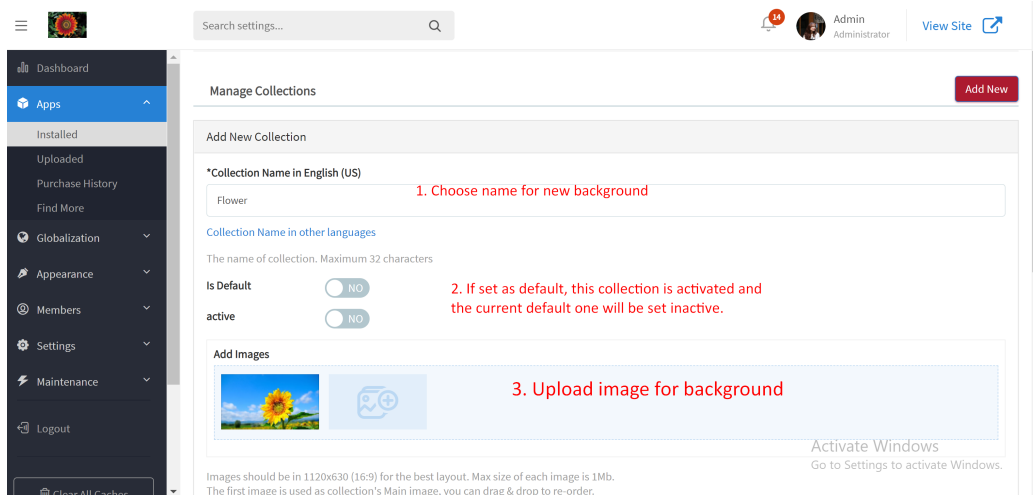 Search settings...
14
Admin
Administrator
View Site
Dashboard
Apps
Installed
Uploaded
Purchase History
Find More
Globalization
Appearance
Members
Settings
Maintenance
Logout
Clear All Caches
Manage Collections
Add New
Add New Collection
*Collection Name in English (US)
1. Choose name for new background
Flower
Collection Name in other languages
The name of collection. Maximum 32 characters
Is Default
NO
2. If set as default, this collection is activated and
the current default one will be set inactive.
active
NO
Add Images
3. Upload image for background
Activate Windows
Go to Settings to activate Windows.
Images should be in 1120x630 (16:9) for the best layout. Max size of each image is 1Mb.
The first image is used as collection's Main image, you can drag & drop to re-order.